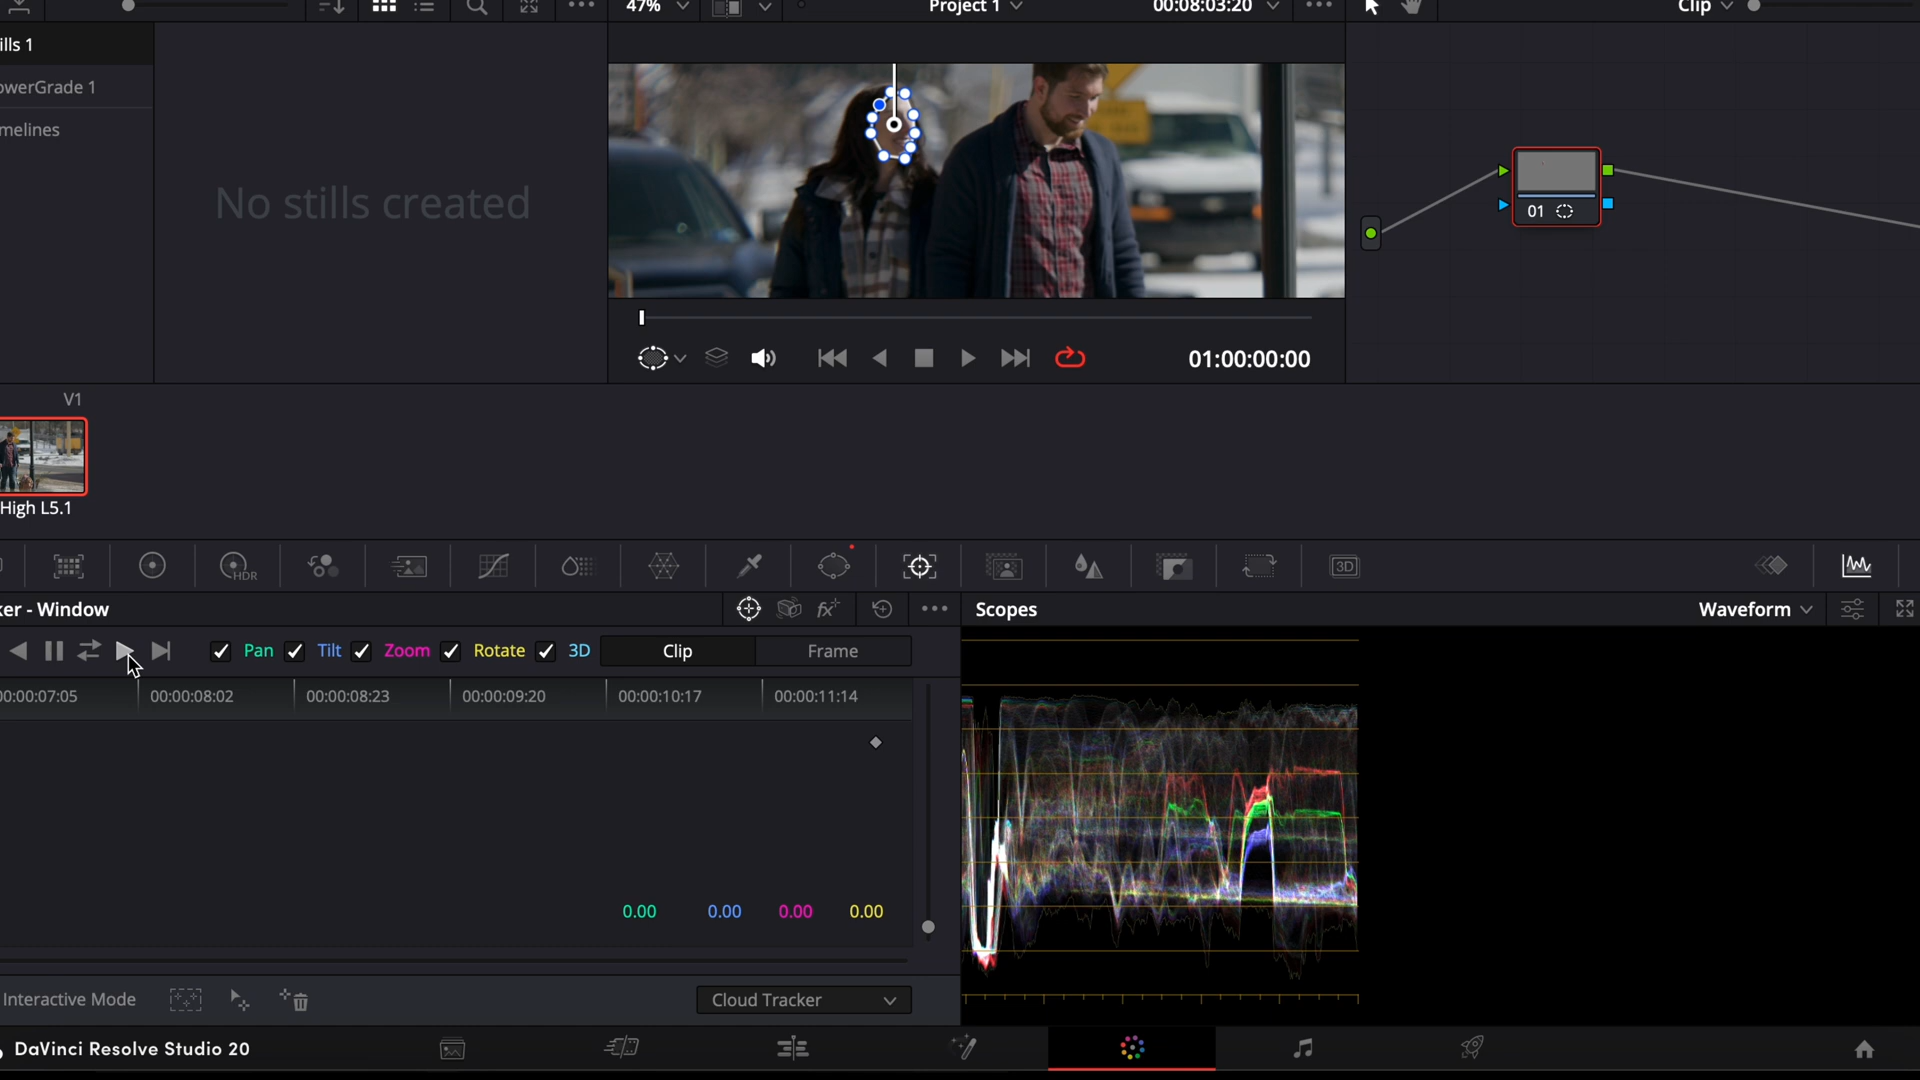 47%
Project 1
00:08:03:20
Clip
ills 1
owerGrade 1
melines
No stills created
01
01:00:00:00
V1
High L5.1
HDR
3D
ker - Window
Scopes
Waveform
Pan
Tilt
Zoom
Rotate
3D
Clip
Frame
00:00:07:05
00:00:08:02
00:00:08:23
00:00:09:20
00:00:10:17
00:00:11:14
0.00
0.00
0.00
0.00
Interactive Mode
Cloud Tracker
DaVinci Resolve Studio 20